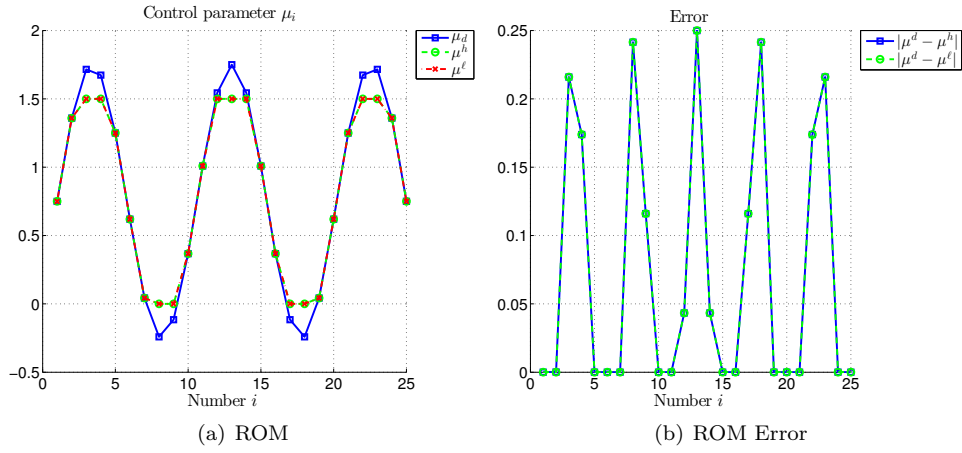 Control parameter μ_i
2
1.5
1
0.5
0
−0.5
0
5
10
15
20
25
Number i
μ_d
μ^h
μ^ℓ
(a) ROM
Error
0.25
0.2
0.15
0.1
0.05
0
0
5
10
15
20
25
Number i
|μ^d − μ^h|
|μ^d − μ^ℓ|
(b) ROM Error